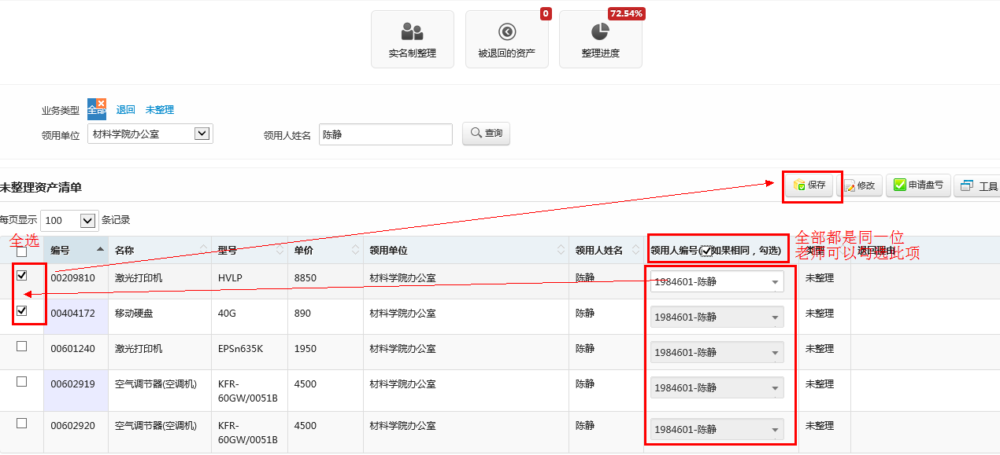 0
72.54%
实名制整理
被退回的资产
整理进度
业务类型 全部 退回 未整理
领用单位 材料学院办公室 领用人姓名 陈静 查询
未整理资产清单 保存 修改 申请盘亏 工具
每页显示 100 条记录
全选
全部都是同一位
老师可以勾选此项
编号 名称 型号 单价 领用单位 领用人姓名 领用人编号(如果相同，勾选) 类型 退回理由
00209810 激光打印机 HVLP 8850 材料学院办公室 陈静 1984601-陈静 未整理
00404172 移动硬盘 40G 890 材料学院办公室 陈静 1984601-陈静 未整理
00601240 激光打印机 EPSn635K 1950 材料学院办公室 陈静 1984601-陈静 未整理
00602919 空气调节器(空调机) KFR- 4500 材料学院办公室 陈静 1984601-陈静 未整理
60GW/0051B
00602920 空气调节器(空调机) KFR- 4500 材料学院办公室 陈静 1984601-陈静 未整理
60GW/0051B